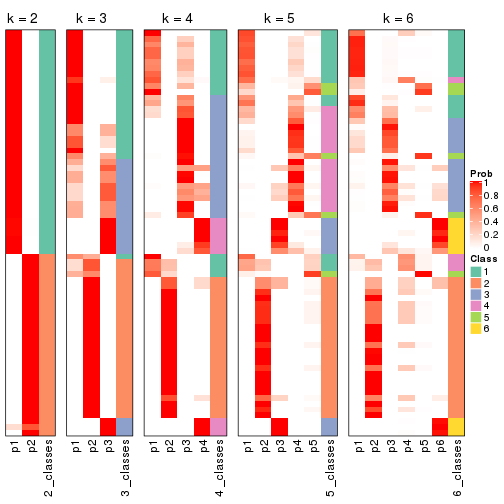 k = 2
k = 3
k = 4
k = 5
k = 6
p1
p2
2_classes
p1
p2
p3
3_classes
p1
p2
p3
p4
4_classes
p1
p2
p3
p4
p5
5_classes
p1
p2
p3
p4
p5
p6
6_classes
Prob
1
0.8
0.6
0.4
0.2
0
Class
1
2
3
4
5
6